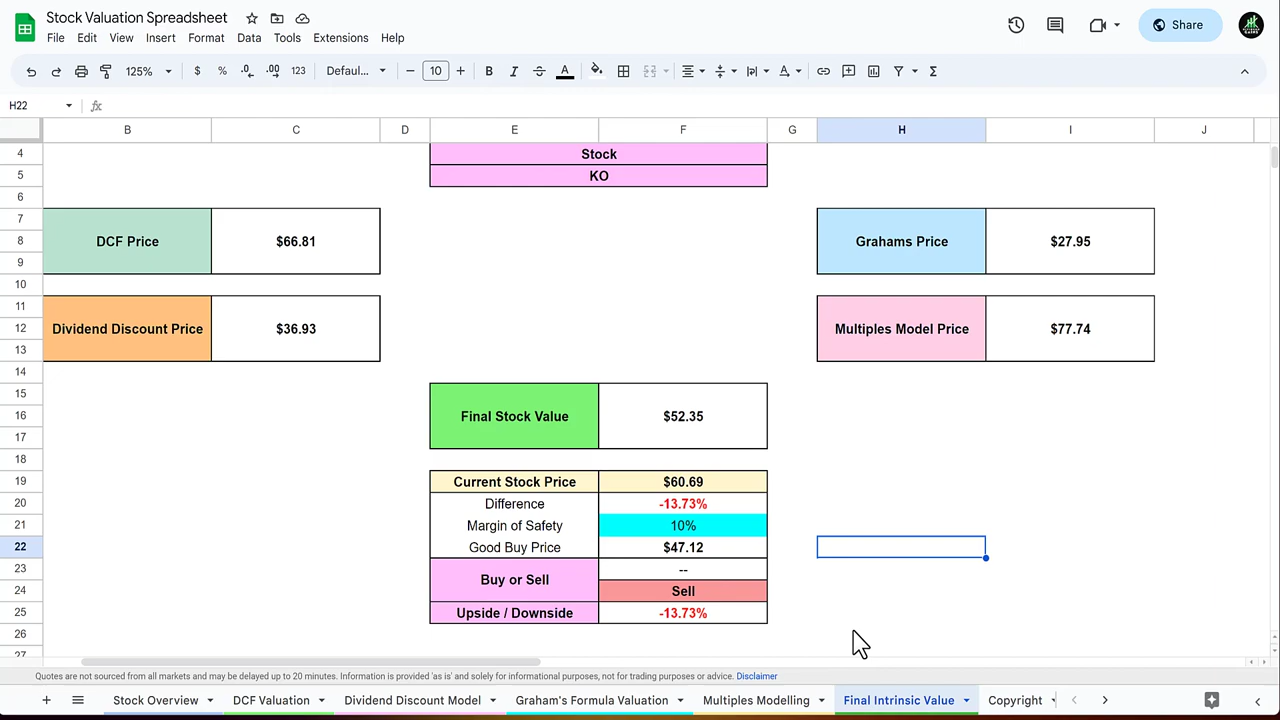 Stock Valuation Spreadsheet
File Edit View Insert Format Data Tools Extensions Help
Share
125% $ % .0 .00 123 Defaul... 10 B I A
H22 fx
B C D E F G H I J
4 Stock
5 KO
6
7
8 DCF Price $66.81 Grahams Price $27.95
9
10
11
12 Dividend Discount Price $36.93 Multiples Model Price $77.74
13
14
15
16 Final Stock Value $52.35
17
18
19 Current Stock Price $60.69
20 Difference -13.73%
21 Margin of Safety 10%
22 Good Buy Price $47.12
23 --
Buy or Sell
24 Sell
25 Upside / Downside -13.73%
26
27
Quotes are not sourced from all markets and may be delayed up to 20 minutes. Information is provided 'as is' and solely for informational purposes, not for trading purposes or advice. Disclaimer
Stock Overview DCF Valuation Dividend Discount Model Graham's Formula Valuation Multiples Modelling Final Intrinsic Value Copyright